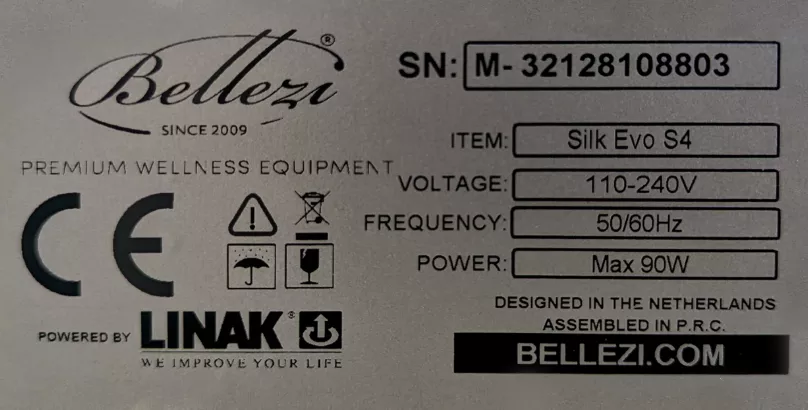 Bellezi®
SINCE 2009
PREMIUM WELLNESS EQUIPMENT
CE
POWERED BY LINAK®
WE IMPROVE YOUR LIFE
SN: M- 32128108803
ITEM: Silk Evo S4
VOLTAGE: 110-240V
FREQUENCY: 50/60Hz
POWER: Max 90W
DESIGNED IN THE NETHERLANDS
ASSEMBLED IN P.R.C.
BELLEZI.COM